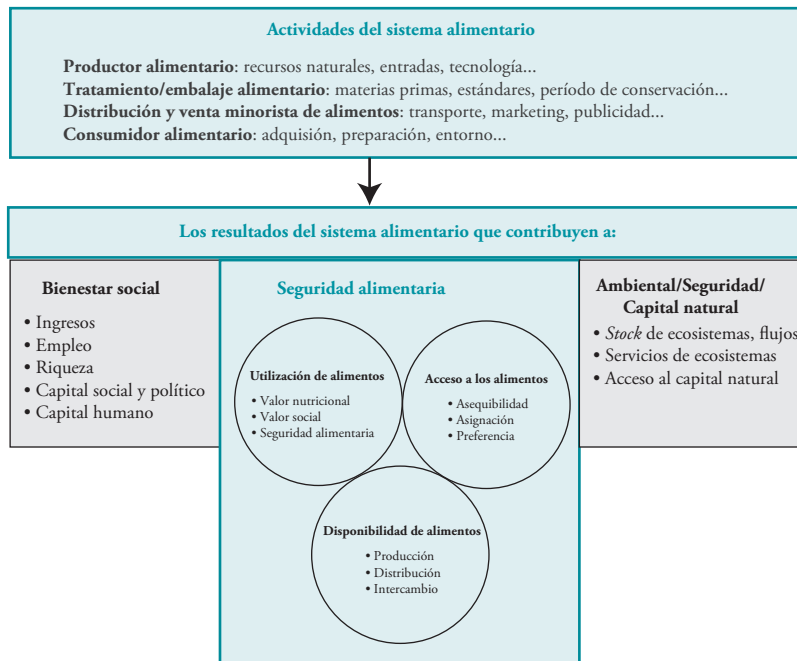 Actividades del sistema alimentario
Productor alimentario: recursos naturales, entradas, tecnología...
Tratamiento/embalaje alimentario: materias primas, estándares, período de conservación...
Distribución y venta minorista de alimentos: transporte, marketing, publicidad...
Consumidor alimentario: adquisión, preparación, entorno...
Los resultados del sistema alimentario que contribuyen a:
Bienestar social
• Ingresos
• Empleo
• Riqueza
• Capital social y político
• Capital humano
Seguridad alimentaria
Utilización de alimentos
• Valor nutricional
• Valor social
• Seguridad alimentaria
Acceso a los alimentos
• Asequibilidad
• Asignación
• Preferencia
Disponibilidad de alimentos
• Producción
• Distribución
• Intercambio
Ambiental/Seguridad/
Capital natural
• Stock de ecosistemas, flujos
• Servicios de ecosistemas
• Acceso al capital natural